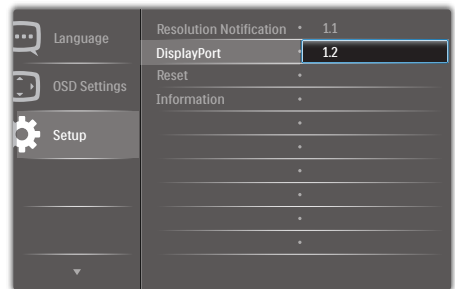 Language
OSD Settings
Setup
Resolution Notification
DisplayPort
Reset
Information
1.1
1.2